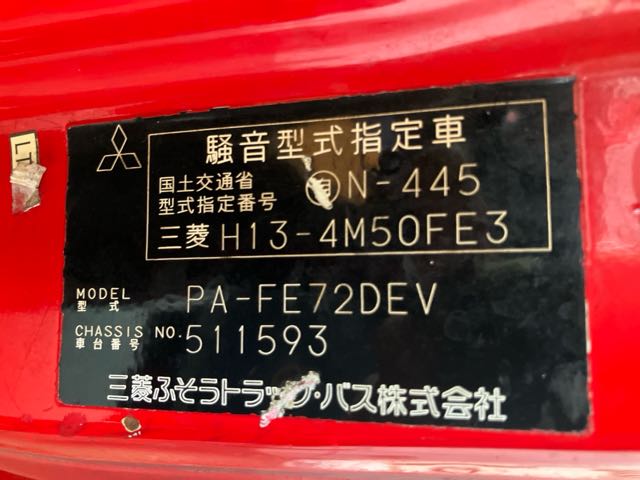 騒音型式指定車
国土交通省
型式指定番号 N-445
三菱 H13-4M50FE3
MODEL
型式 PA-FE72DEV
CHASSIS NO.
車台番号 511593
三菱ふそうトラック・バス株式会社
LT